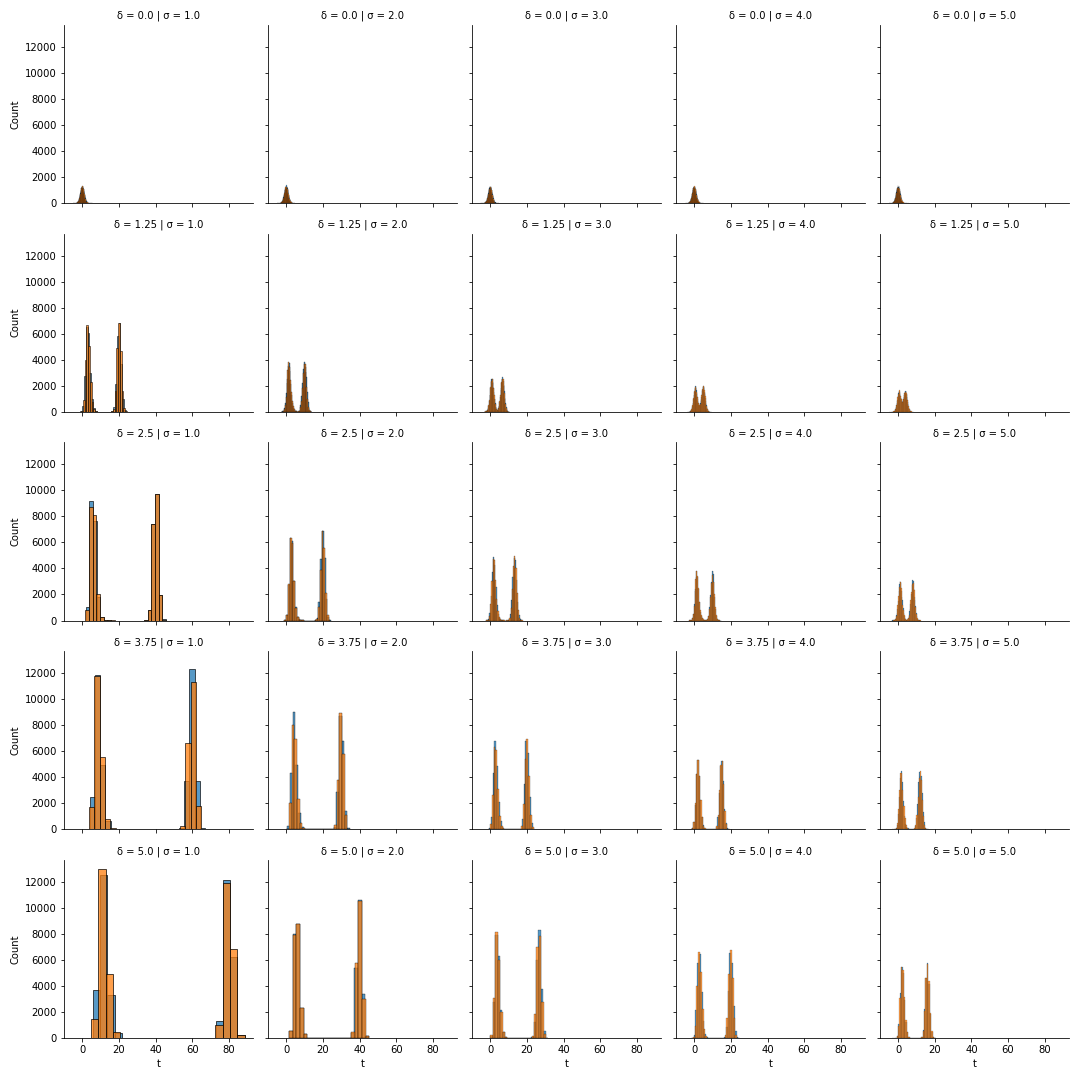 δ = 0.0 | σ = 1.0 δ = 0.0 | σ = 2.0 δ = 0.0 | σ = 3.0 δ = 0.0 | σ = 4.0 δ = 0.0 | σ = 5.0
12000
10000
8000
6000
4000
2000
0
Count
δ = 1.25 | σ = 1.0 δ = 1.25 | σ = 2.0 δ = 1.25 | σ = 3.0 δ = 1.25 | σ = 4.0 δ = 1.25 | σ = 5.0
12000
10000
8000
6000
4000
2000
0
Count
δ = 2.5 | σ = 1.0 δ = 2.5 | σ = 2.0 δ = 2.5 | σ = 3.0 δ = 2.5 | σ = 4.0 δ = 2.5 | σ = 5.0
12000
10000
8000
6000
4000
2000
0
Count
δ = 3.75 | σ = 1.0 δ = 3.75 | σ = 2.0 δ = 3.75 | σ = 3.0 δ = 3.75 | σ = 4.0 δ = 3.75 | σ = 5.0
12000
10000
8000
6000
4000
2000
0
Count
δ = 5.0 | σ = 1.0 δ = 5.0 | σ = 2.0 δ = 5.0 | σ = 3.0 δ = 5.0 | σ = 4.0 δ = 5.0 | σ = 5.0
12000
10000
8000
6000
4000
2000
0
Count
0 20 40 60 80 0 20 40 60 80 0 20 40 60 80 0 20 40 60 80 0 20 40 60 80
t t t t t